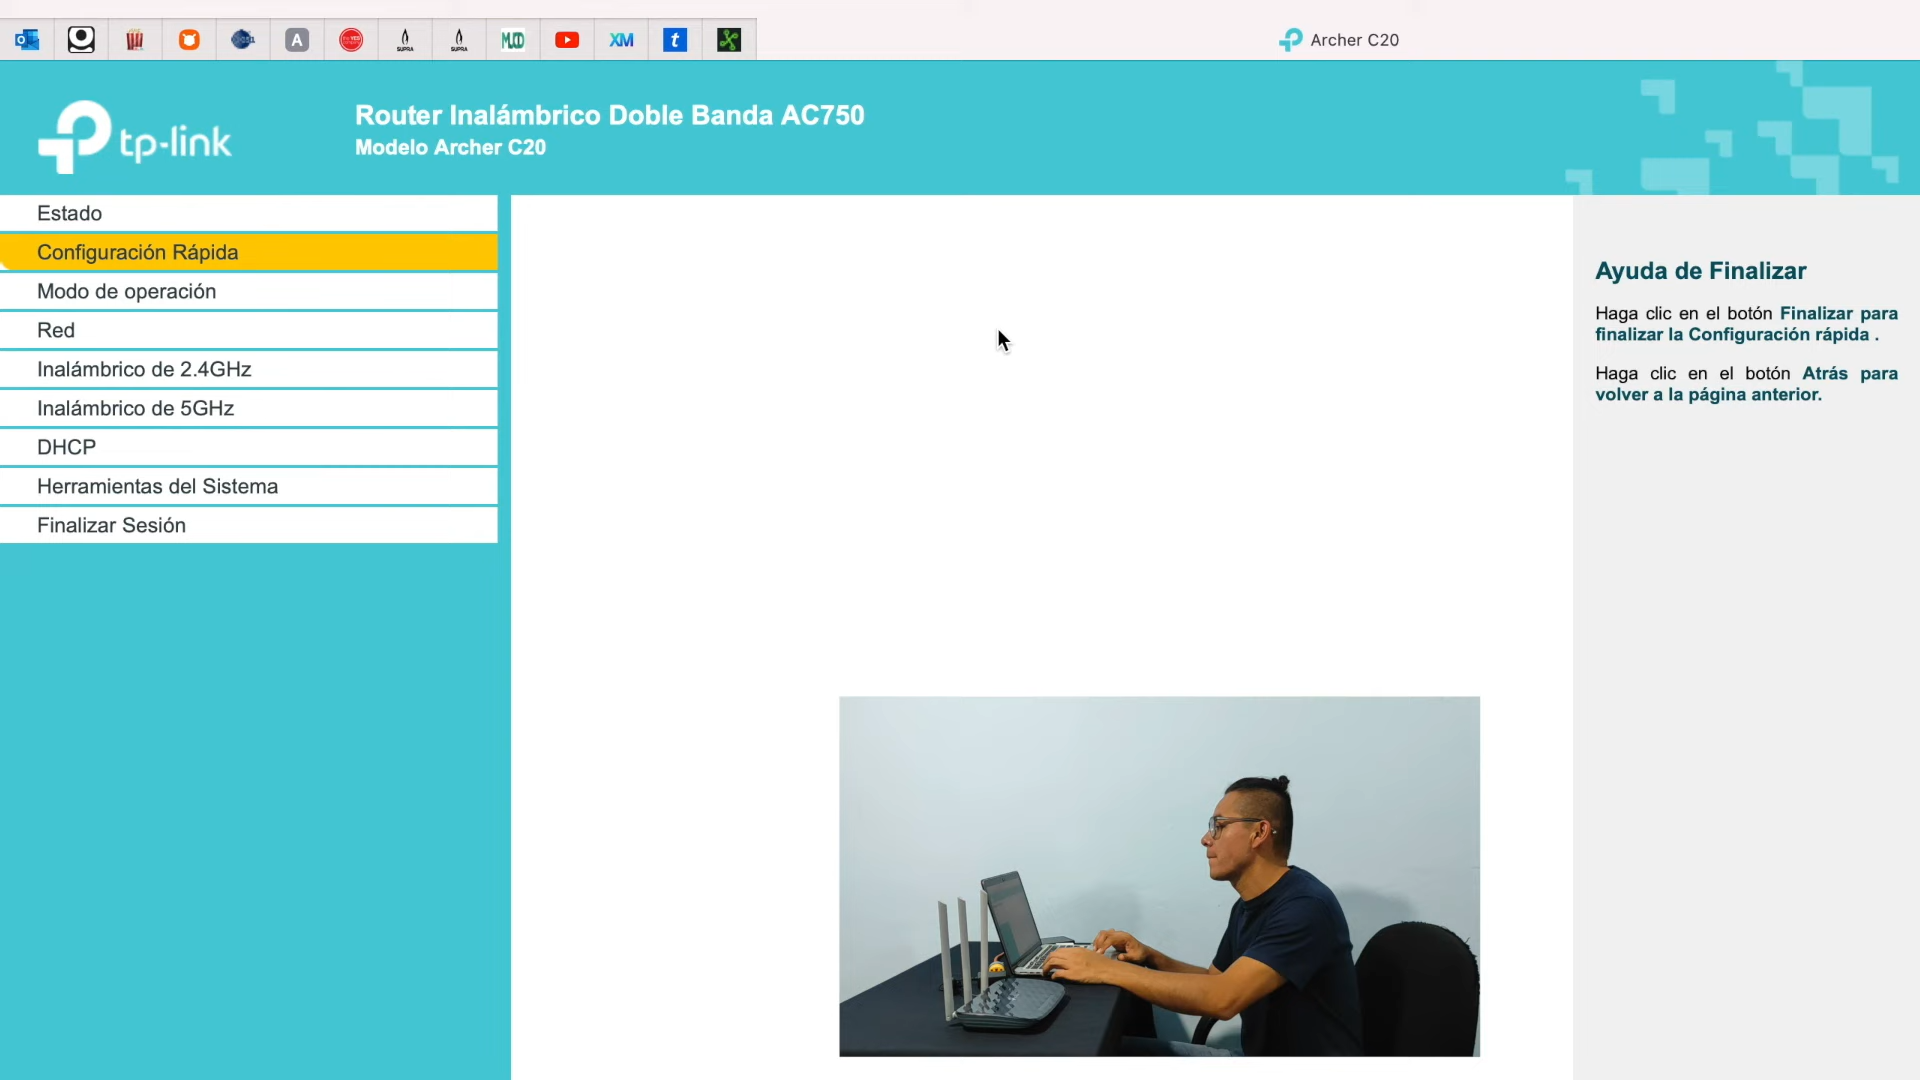 A
SUPRA
SUPRA
XM
t
Archer C20
tp-link
Router Inalámbrico Doble Banda AC750
Modelo Archer C20
Estado
Configuración Rápida
Modo de operación
Red
Inalámbrico de 2.4GHz
Inalámbrico de 5GHz
DHCP
Herramientas del Sistema
Finalizar Sesión
Ayuda de Finalizar
Haga clic en el botón Finalizar para
finalizar la Configuración rápida .
Haga clic en el botón Atrás para
volver a la página anterior.